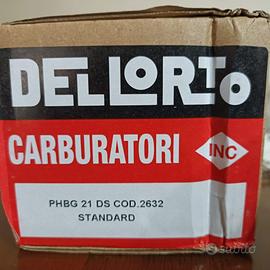 DELLORTO
CARBURATORI
INC
PHBG 21 DS COD.2632
STANDARD
subito